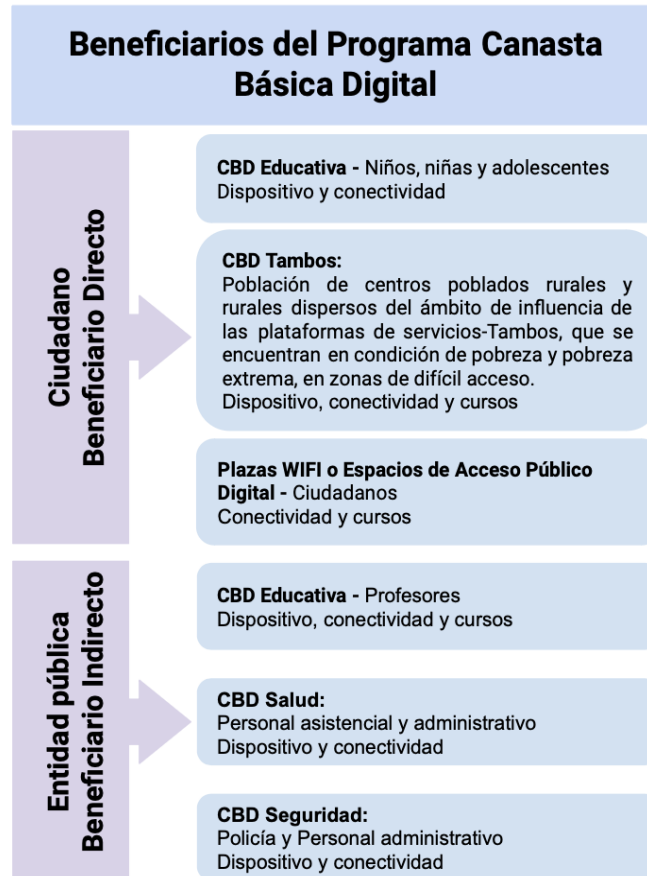 Beneficiarios del Programa Canasta
Básica Digital
Ciudadano
Beneficiario Directo
CBD Educativa - Niños, niñas y adolescentes
Dispositivo y conectividad
CBD Tambos:
Población de centros poblados rurales y
rurales dispersos del ámbito de influencia de
las plataformas de servicios-Tambos, que se
encuentran en condición de pobreza y pobreza
extrema, en zonas de difícil acceso.
Dispositivo, conectividad y cursos
Plazas WIFI o Espacios de Acceso Público
Digital - Ciudadanos
Conectividad y cursos
Entidad pública
Beneficiario Indirecto
CBD Educativa - Profesores
Dispositivo, conectividad y cursos
CBD Salud:
Personal asistencial y administrativo
Dispositivo y conectividad
CBD Seguridad:
Policía y Personal administrativo
Dispositivo y conectividad